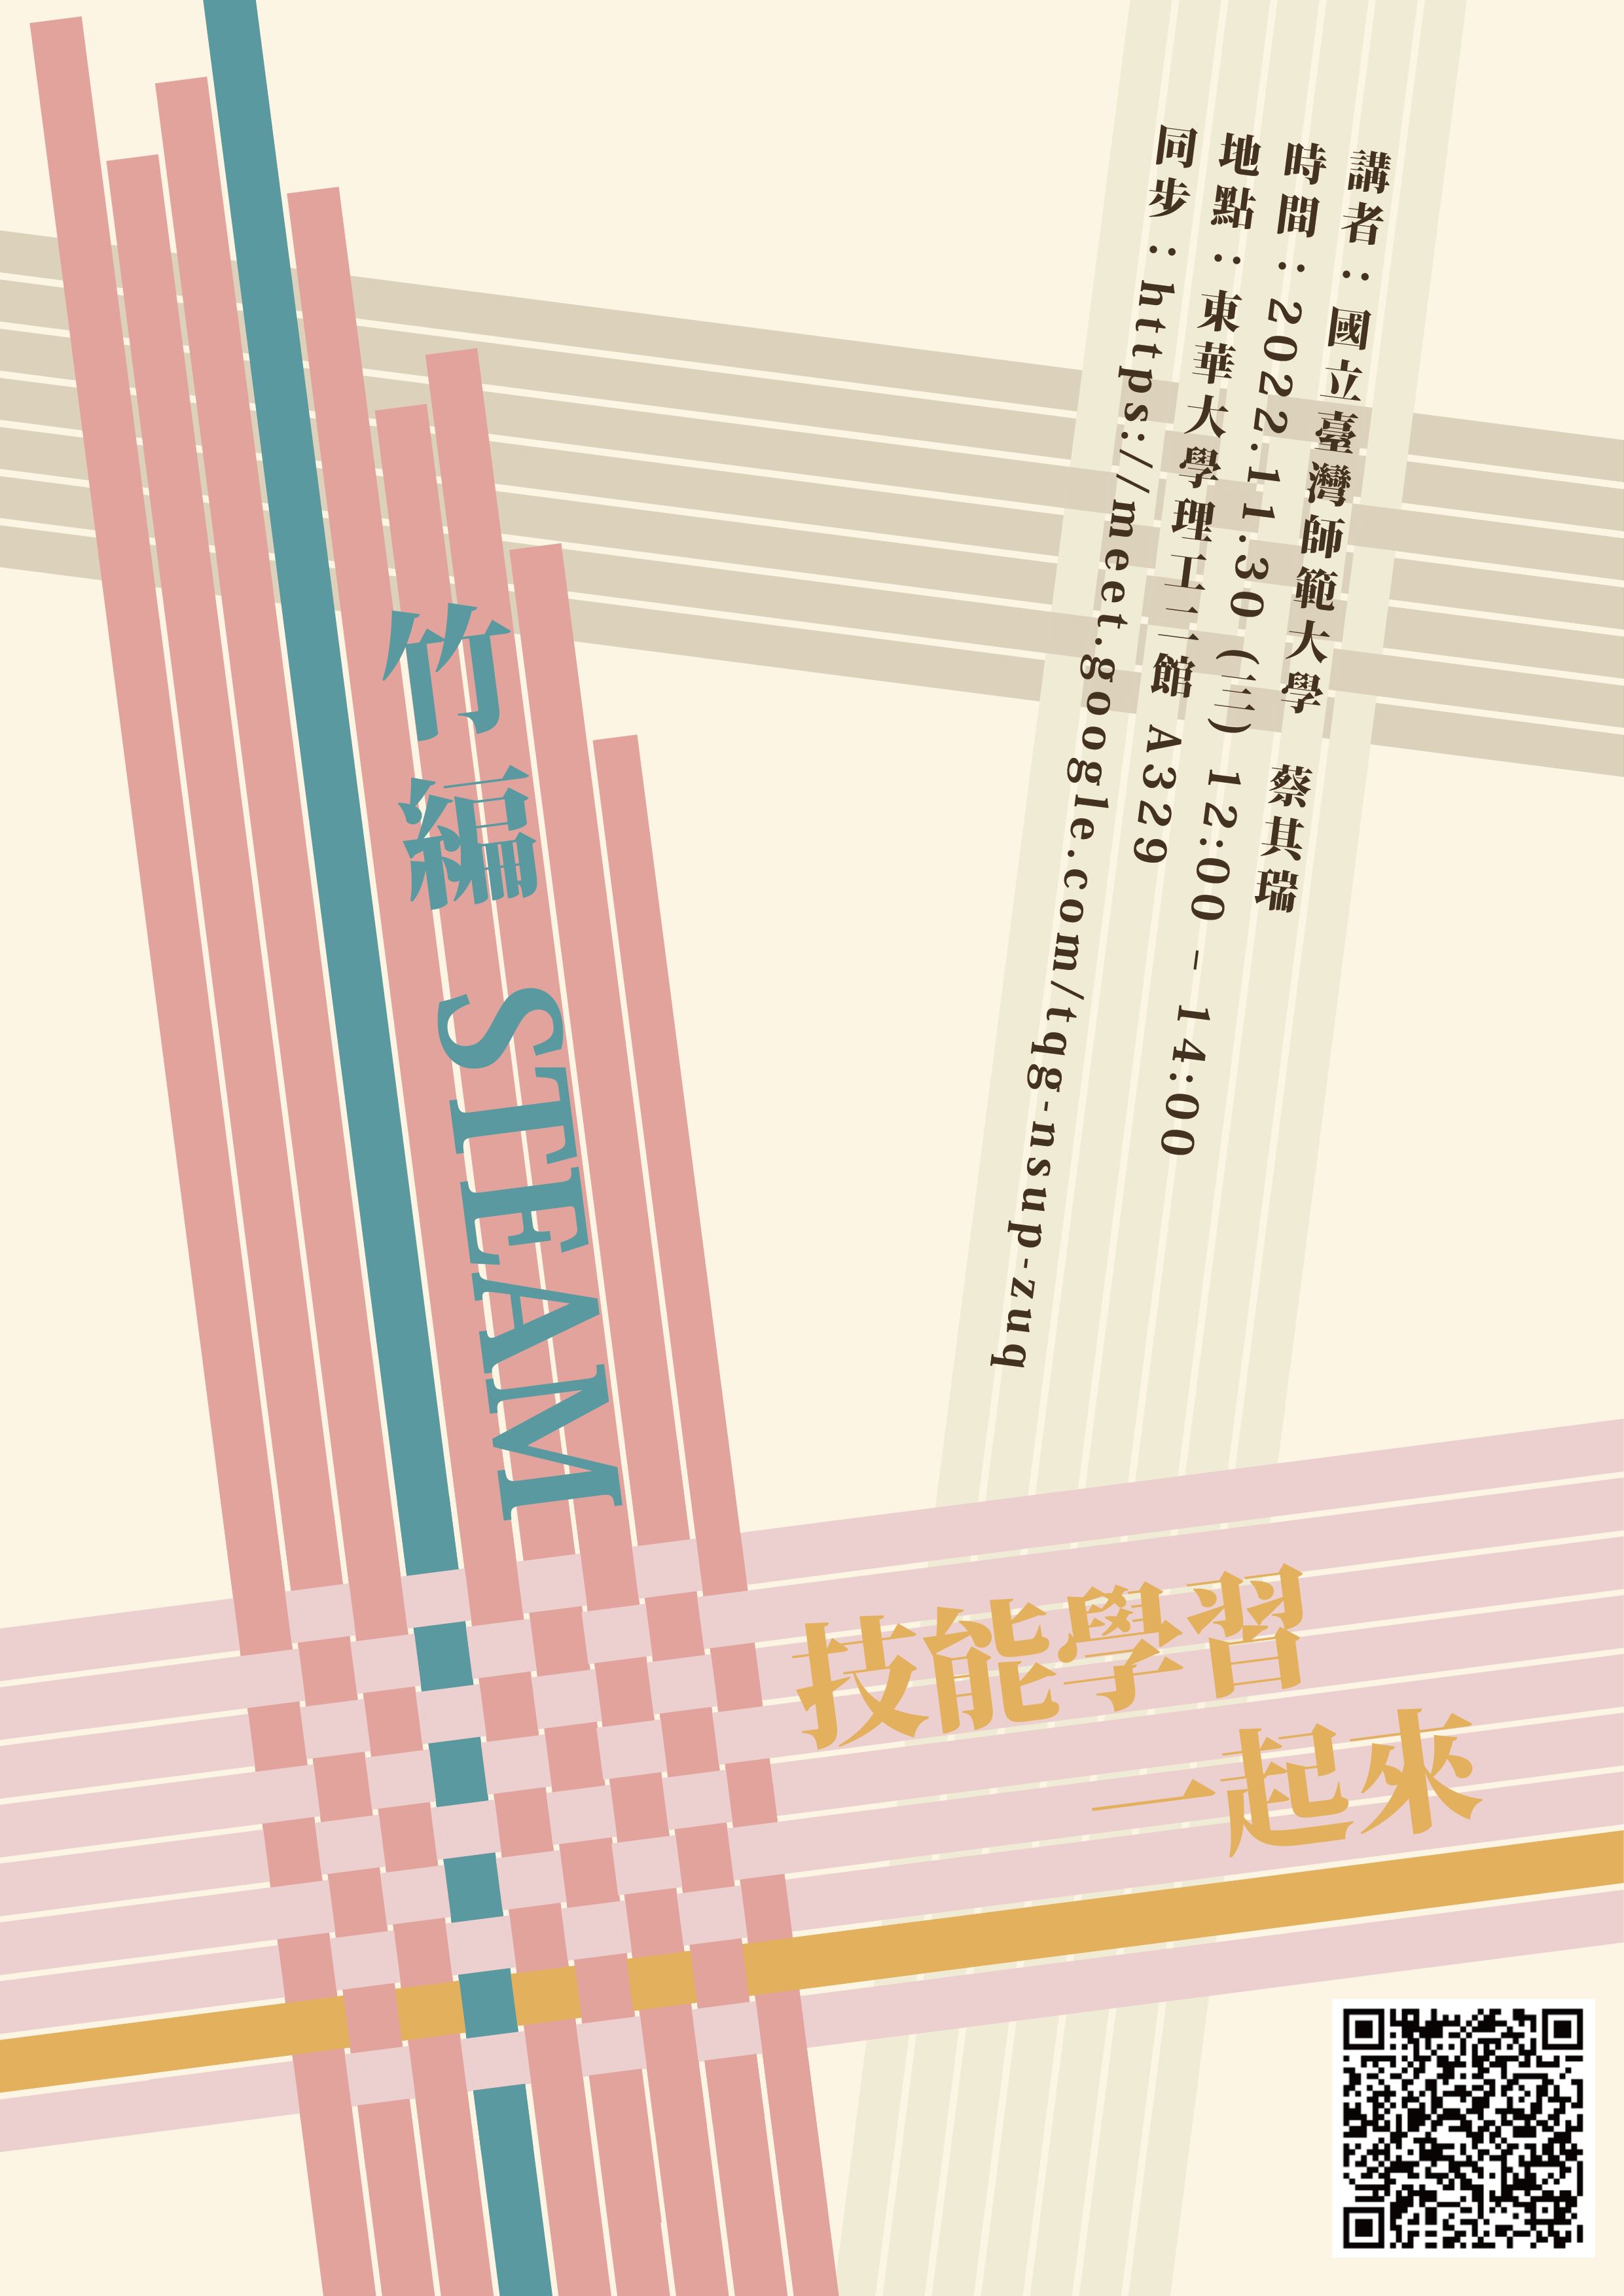 講者：國立臺灣師範大學　蔡其瑞
時間：2022.11.30（三）12:00 – 14:00
地點：東華大學理工二館 A329
同步：https://meet.google.com/tqg-nsup-zuq
竹編 STEAM
技能學習
一起來